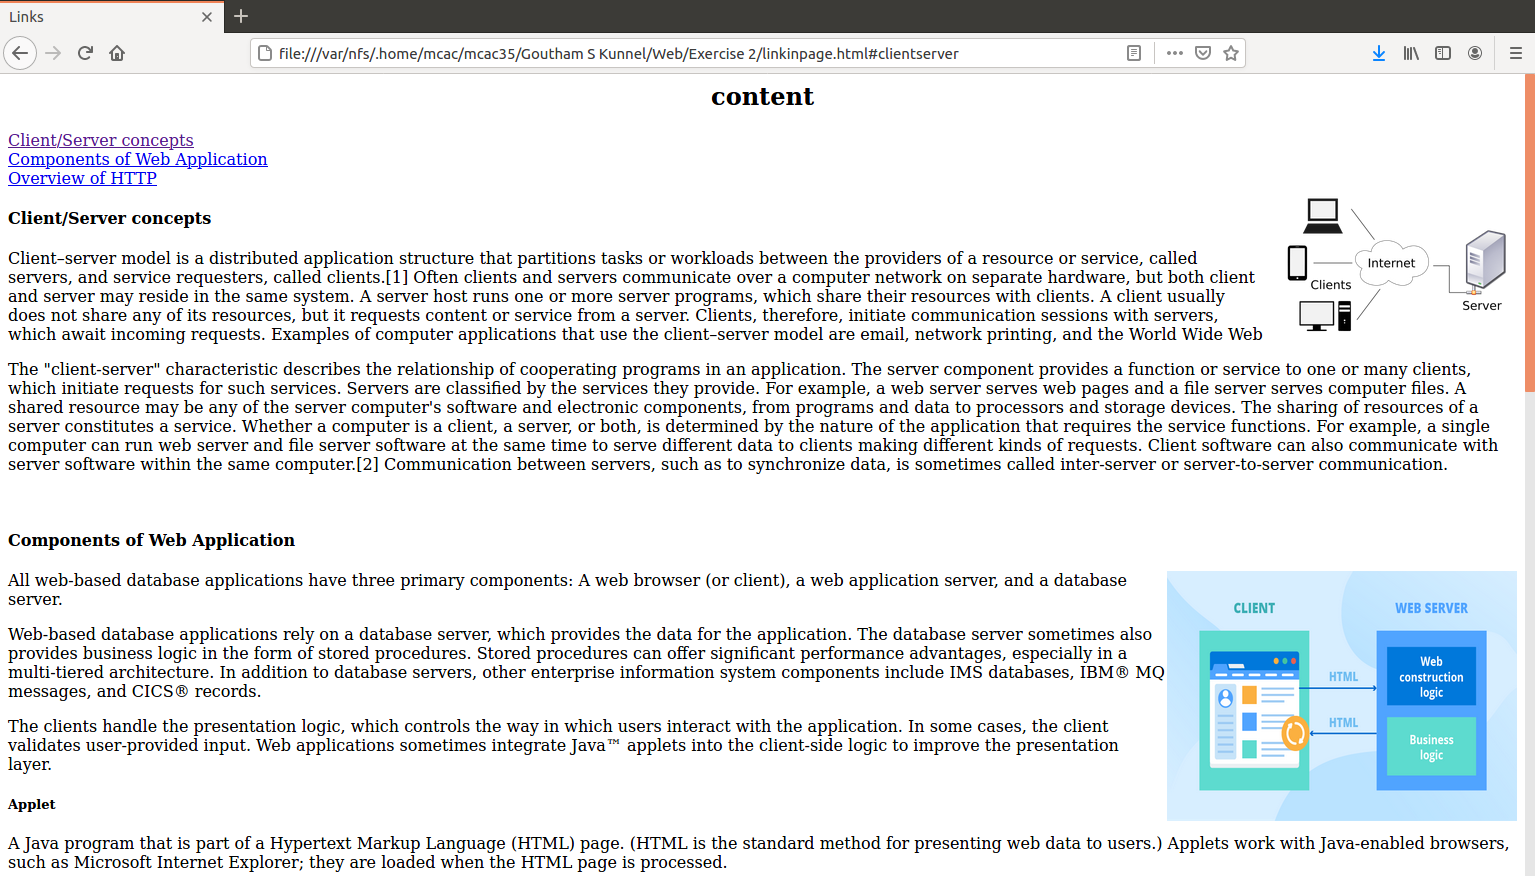 Links
file:///var/nfs/.home/mcac/mcac35/Goutham S Kunnel/Web/Exercise 2/linkinpage.html#clientserver
content
Client/Server concepts
Components of Web Application
Overview of HTTP
Client/Server concepts
Client–server model is a distributed application structure that partitions tasks or workloads between the providers of a resource or service, called
servers, and service requesters, called clients.[1] Often clients and servers communicate over a computer network on separate hardware, but both client
and server may reside in the same system. A server host runs one or more server programs, which share their resources with clients. A client usually
does not share any of its resources, but it requests content or service from a server. Clients, therefore, initiate communication sessions with servers,
which await incoming requests. Examples of computer applications that use the client–server model are email, network printing, and the World Wide Web
Internet
Clients
Server
The "client-server" characteristic describes the relationship of cooperating programs in an application. The server component provides a function or service to one or many clients,
which initiate requests for such services. Servers are classified by the services they provide. For example, a web server serves web pages and a file server serves computer files. A
shared resource may be any of the server computer's software and electronic components, from programs and data to processors and storage devices. The sharing of resources of a
server constitutes a service. Whether a computer is a client, a server, or both, is determined by the nature of the application that requires the service functions. For example, a single
computer can run web server and file server software at the same time to serve different data to clients making different kinds of requests. Client software can also communicate with
server software within the same computer.[2] Communication between servers, such as to synchronize data, is sometimes called inter-server or server-to-server communication.
Components of Web Application
All web-based database applications have three primary components: A web browser (or client), a web application server, and a database
server.
Web-based database applications rely on a database server, which provides the data for the application. The database server sometimes also
provides business logic in the form of stored procedures. Stored procedures can offer significant performance advantages, especially in a
multi-tiered architecture. In addition to database servers, other enterprise information system components include IMS databases, IBM® MQ
messages, and CICS® records.
The clients handle the presentation logic, which controls the way in which users interact with the application. In some cases, the client
validates user-provided input. Web applications sometimes integrate Java™ applets into the client-side logic to improve the presentation
layer.
CLIENT
WEB SERVER
HTML
HTML
Web
construction
logic
Business
logic
Applet
A Java program that is part of a Hypertext Markup Language (HTML) page. (HTML is the standard method for presenting web data to users.) Applets work with Java-enabled browsers,
such as Microsoft Internet Explorer; they are loaded when the HTML page is processed.